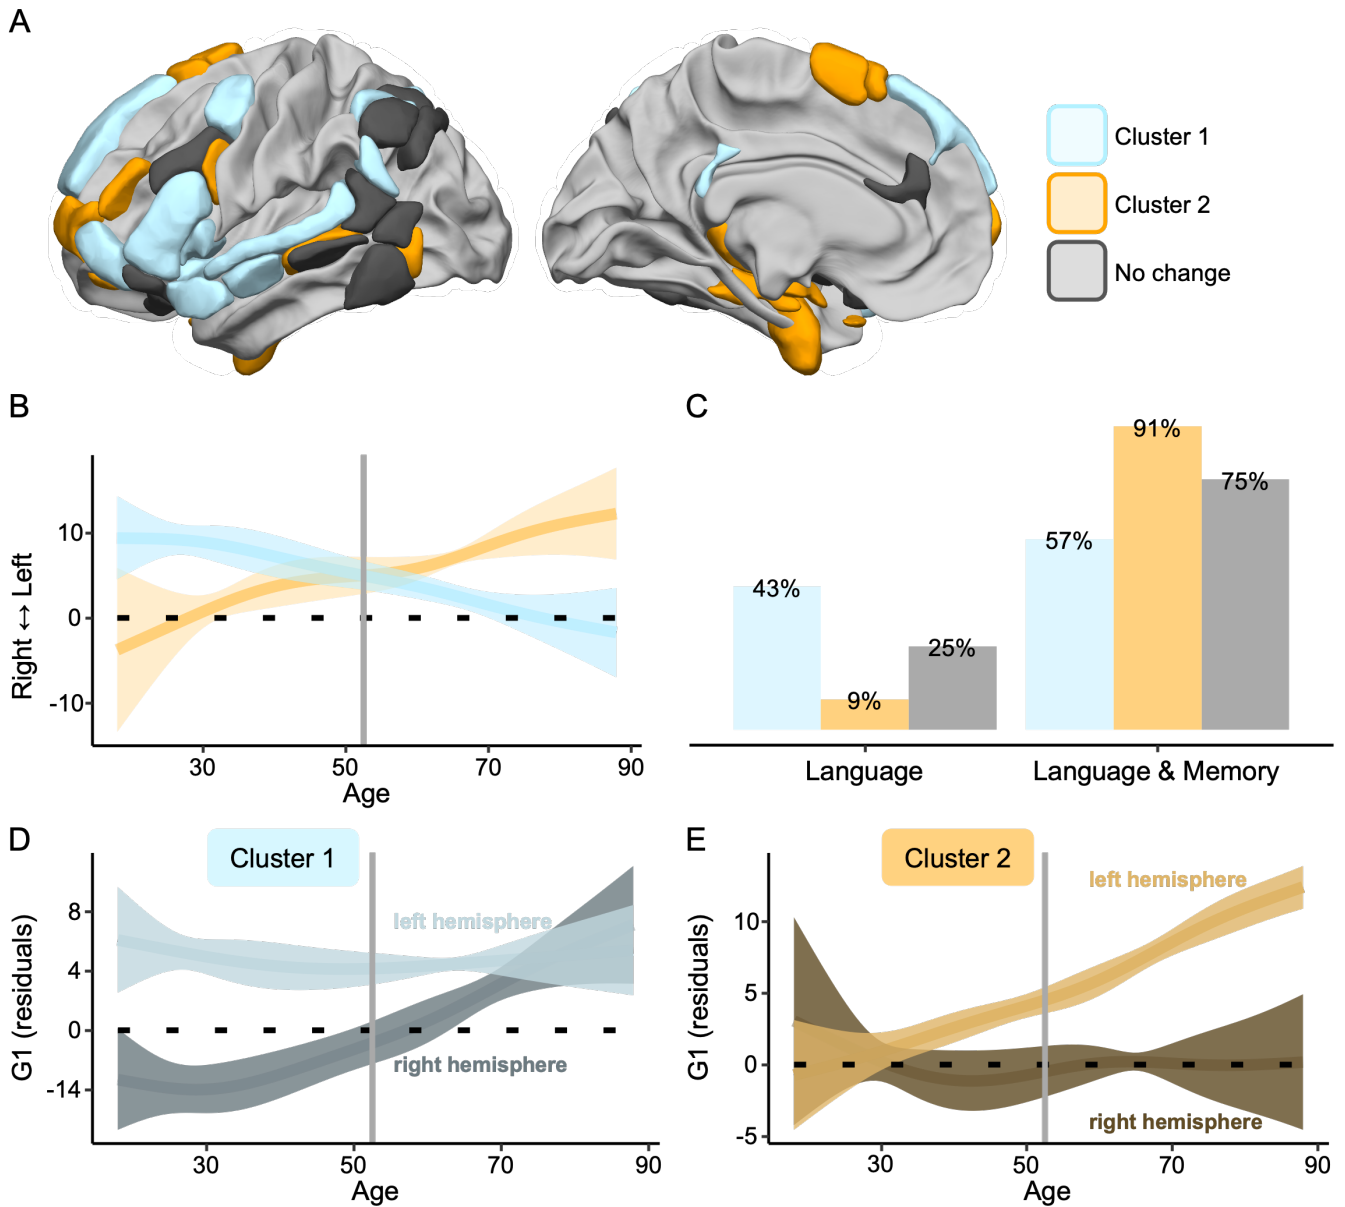 A
Cluster 1
Cluster 2
No change
B
Right ↔ Left
10
0
-10
30
50
70
90
Age
C
43%
9%
25%
57%
91%
75%
Language
Language & Memory
D
Cluster 1
G1 (residuals)
8
4
0
-14
left hemisphere
right hemisphere
30
50
70
90
Age
E
Cluster 2
G1 (residuals)
10
5
0
-5
left hemisphere
right hemisphere
30
50
70
90
Age